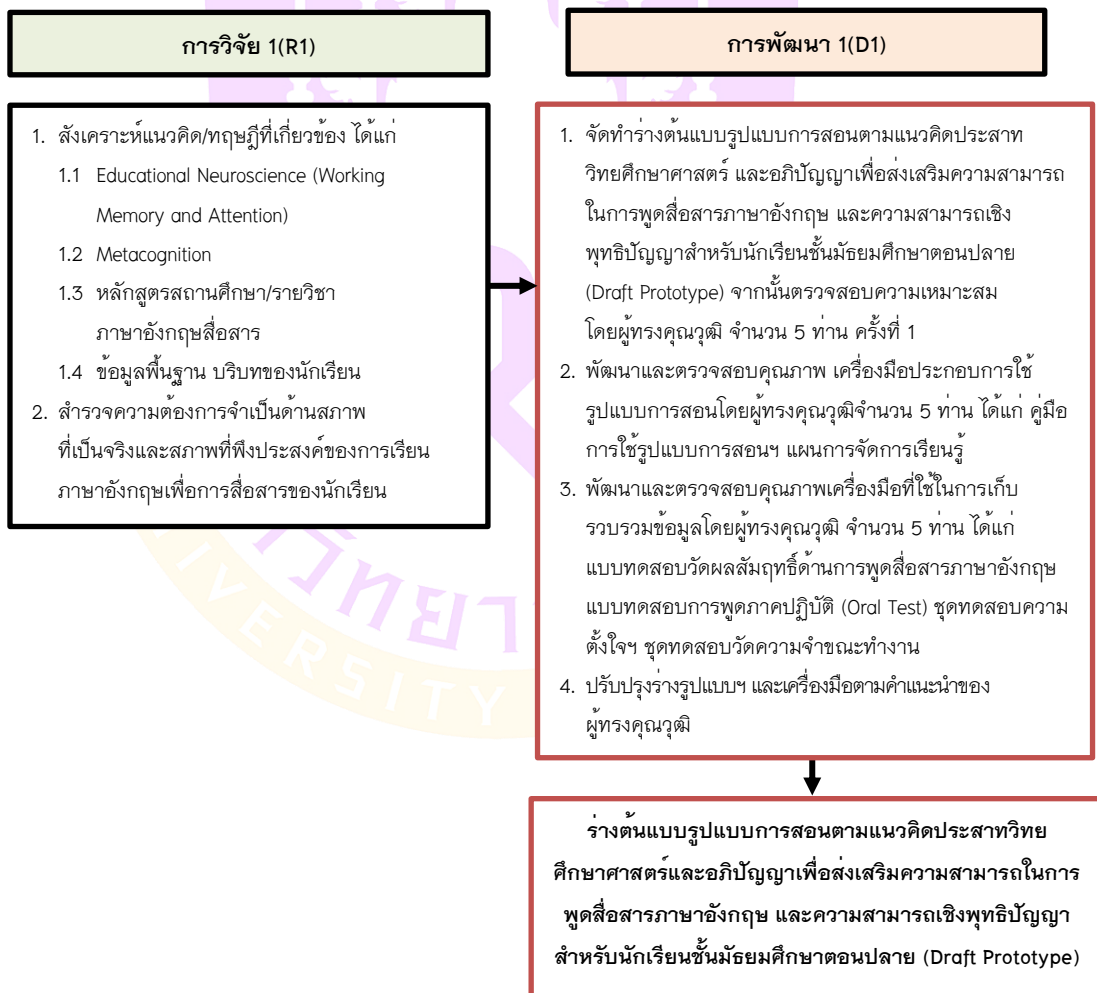 การวิจัย 1(R1)
1. สังเคราะห์แนวคิด/ทฤษฎีที่เกี่ยวข้อง ได้แก่
1.1 Educational Neuroscience (Working
Memory and Attention)
1.2 Metacognition
1.3 หลักสูตรสถานศึกษา/รายวิชา
ภาษาอังกฤษสื่อสาร
1.4 ข้อมูลพื้นฐาน บริบทของนักเรียน
2. สำรวจความต้องการจำเป็นด้านสภาพ
ที่เป็นจริงและสภาพที่พึงประสงค์ของการเรียน
ภาษาอังกฤษเพื่อการสื่อสารของนักเรียน
การพัฒนา 1(D1)
1. จัดทำร่างต้นแบบรูปแบบการสอนตามแนวคิดประสาท
วิทยศึกษาศาสตร์ และอภิปัญญาเพื่อส่งเสริมความสามารถ
ในการพูดสื่อสารภาษาอังกฤษ และความสามารถเชิง
พุทธิปัญญาสำหรับนักเรียนชั้นมัธยมศึกษาตอนปลาย
(Draft Prototype) จากนั้นตรวจสอบความเหมาะสม
โดยผู้ทรงคุณวุฒิ จำนวน 5 ท่าน ครั้งที่ 1
2. พัฒนาและตรวจสอบคุณภาพ เครื่องมือประกอบการใช้
รูปแบบการสอนโดยผู้ทรงคุณวุฒิจำนวน 5 ท่าน ได้แก่ คู่มือ
การใช้รูปแบบการสอนฯ แผนการจัดการเรียนรู้
3. พัฒนาและตรวจสอบคุณภาพเครื่องมือที่ใช้ในการเก็บ
รวบรวมข้อมูลโดยผู้ทรงคุณวุฒิ จำนวน 5 ท่าน ได้แก่
แบบทดสอบวัดผลสัมฤทธิ์ด้านการพูดสื่อสารภาษาอังกฤษ
แบบทดสอบการพูดภาคปฏิบัติ (Oral Test) ชุดทดสอบความ
ตั้งใจฯ ชุดทดสอบวัดความจำขณะทำงาน
4. ปรับปรุงร่างรูปแบบฯ และเครื่องมือตามคำแนะนำของ
ผู้ทรงคุณวุฒิ
ร่างต้นแบบรูปแบบการสอนตามแนวคิดประสาทวิทย
ศึกษาศาสตร์และอภิปัญญาเพื่อส่งเสริมความสามารถในการ
พูดสื่อสารภาษาอังกฤษ และความสามารถเชิงพุทธิปัญญา
สำหรับนักเรียนชั้นมัธยมศึกษาตอนปลาย (Draft Prototype)